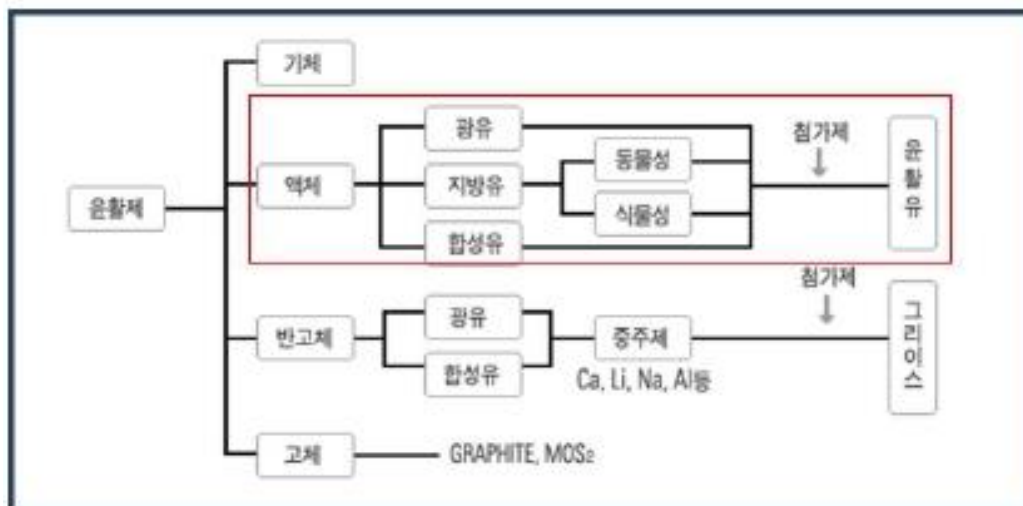 기체
광유
첨가제
동물성
윤활유
윤활제
액체
지방유
식물성
합성유
첨가제
반고체
광유
중주제
그리이스
합성유
Ca, Li, Na, Al등
고체
GRAPHITE, MOS₂